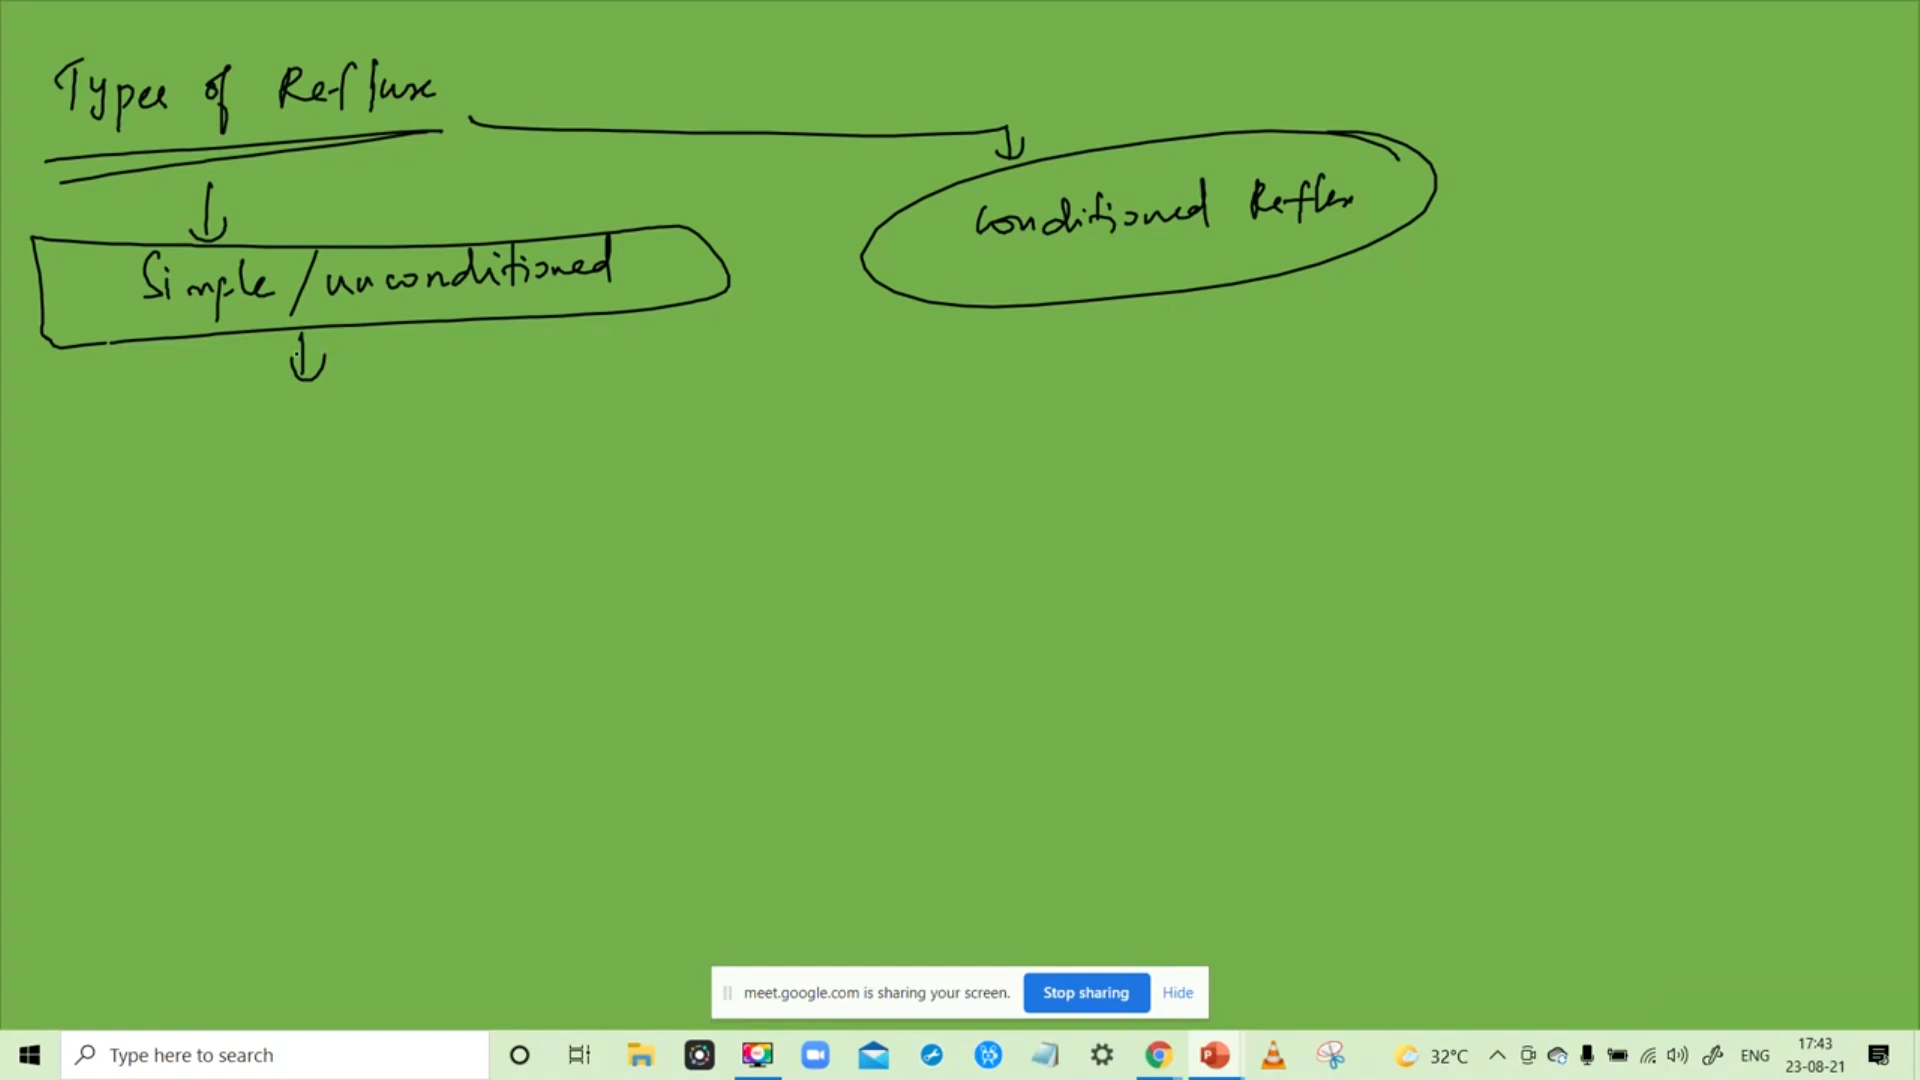 Types of Reflux
Conditioned Reflex
Simple/unconditioned
meet.google.com is sharing your screen.
Stop sharing
Hide
Type here to search
32°C
ENG
17:43
23-08-21